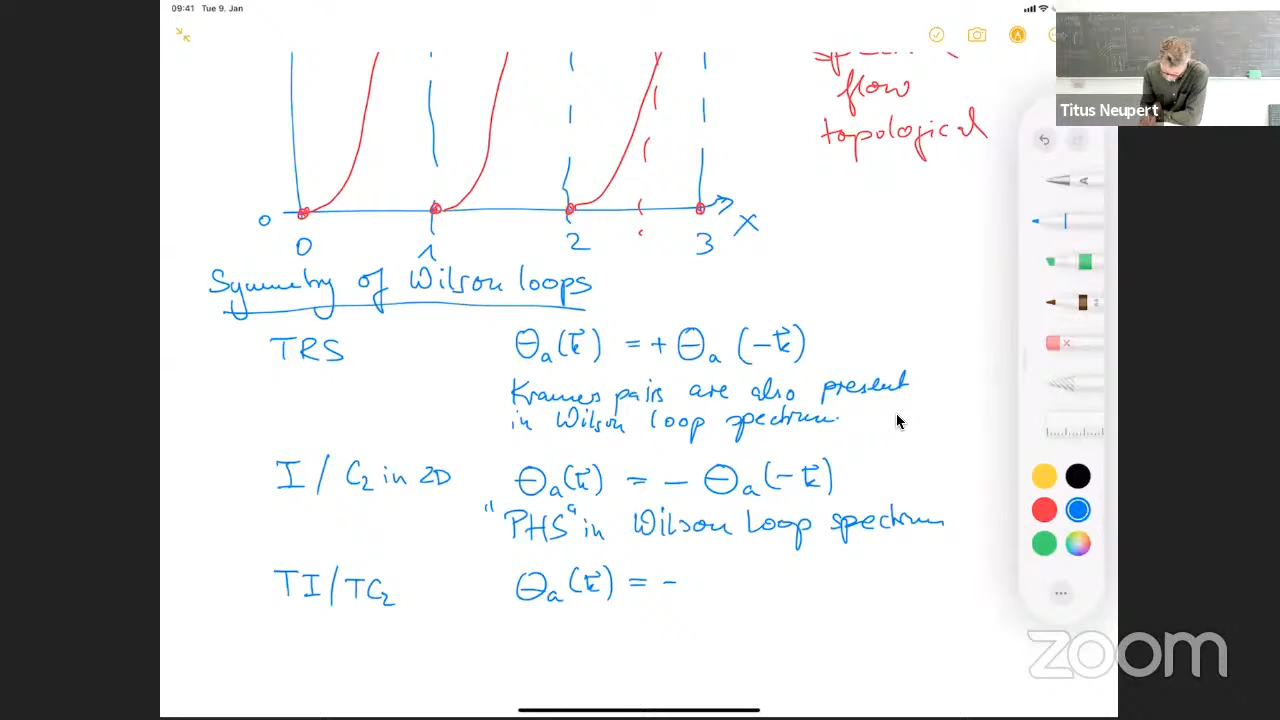 09:41 Tue 9. Jan
flow
topological
0
0 1 2 3 x
Symmetry of Wilson loops
TRS Θₐ(k⃗) = + Θₐ(-k⃗)
Kramers pairs are also present
in Wilson loop spectrum.
I / C₂ in 2D Θₐ(k⃗) = - Θₐ(-k⃗)
"PHS" in Wilson Loop spectrum
TI/TC₂ Θₐ(k⃗) = -
Titus Neupert
zoom